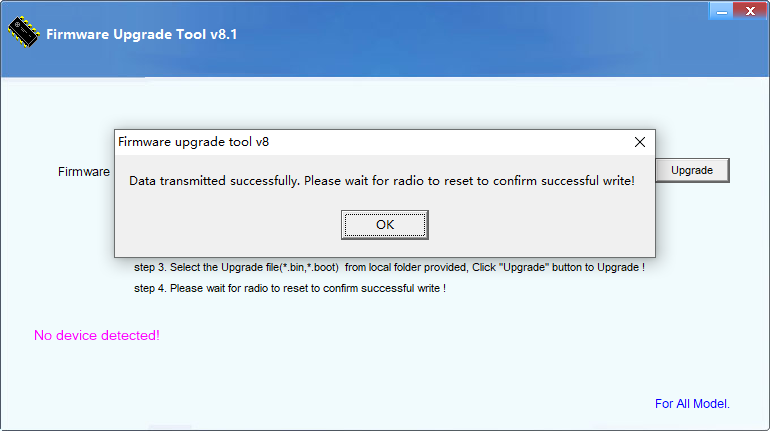 Firmware Upgrade Tool v8.1
Firmware upgrade tool v8
Data transmitted successfully. Please wait for radio to reset to confirm successful write!
OK
Firmware
Upgrade
step 3. Select the Upgrade file(*.bin,*.boot)  from local folder provided, Click "Upgrade" button to Upgrade !
step 4. Please wait for radio to reset to confirm successful write !
No device detected!
For All Model.